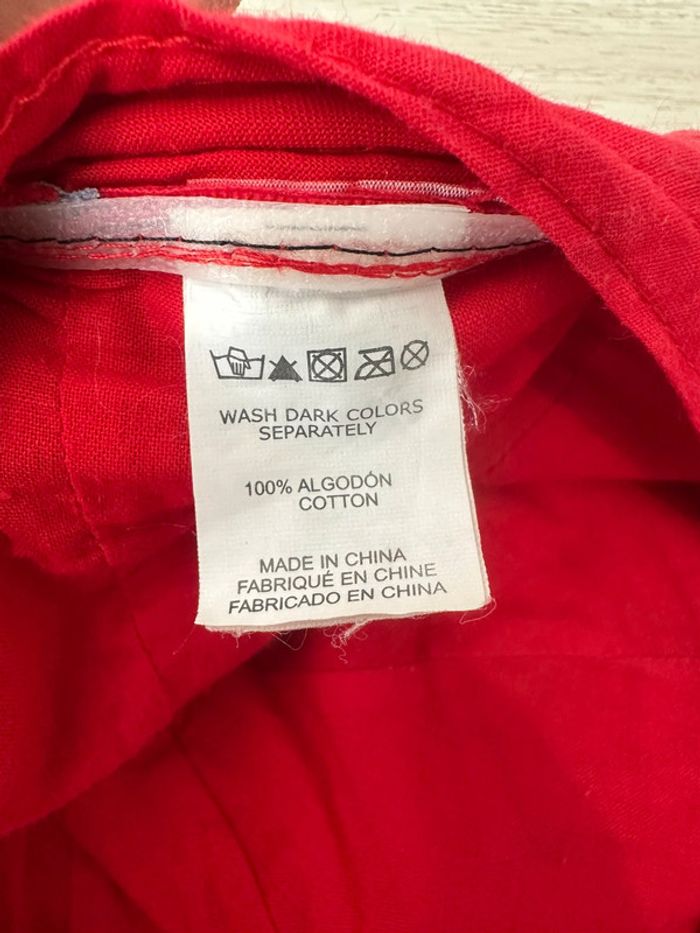 WASH DARK COLORS
SEPARATELY
100% ALGODÓN
COTTON
MADE IN CHINA
FABRIQUÉ EN CHINE
FABRICADO EN CHINA